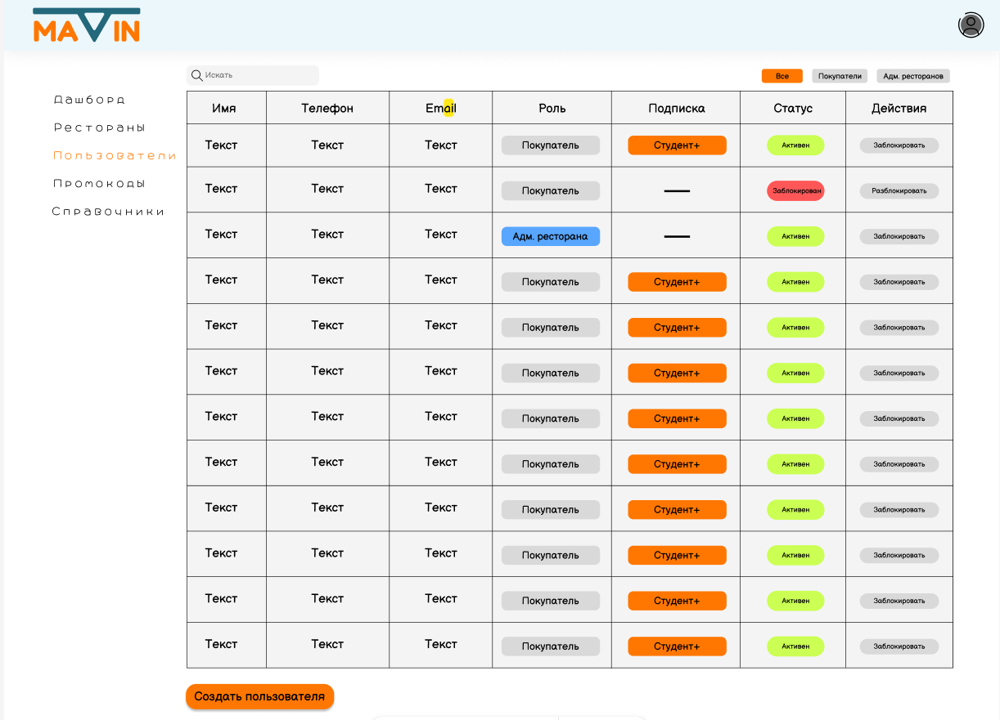 MAVIN
Искать
Все Покупатели Адм. ресторанов
Дашборд
Рестораны
Пользователи
Промокоды
Справочники
Имя Телефон Email Роль Подписка Статус Действия
Текст Текст Текст Покупатель Студент+ Активен Заблокировать
Текст Текст Текст Покупатель — Заблокирован Разблокировать
Текст Текст Текст Адм. ресторана — Активен Заблокировать
Текст Текст Текст Покупатель Студент+ Активен Заблокировать
Текст Текст Текст Покупатель Студент+ Активен Заблокировать
Текст Текст Текст Покупатель Студент+ Активен Заблокировать
Текст Текст Текст Покупатель Студент+ Активен Заблокировать
Текст Текст Текст Покупатель Студент+ Активен Заблокировать
Текст Текст Текст Покупатель Студент+ Активен Заблокировать
Текст Текст Текст Покупатель Студент+ Активен Заблокировать
Текст Текст Текст Покупатель Студент+ Активен Заблокировать
Текст Текст Текст Покупатель Студент+ Активен Заблокировать
Создать пользователя